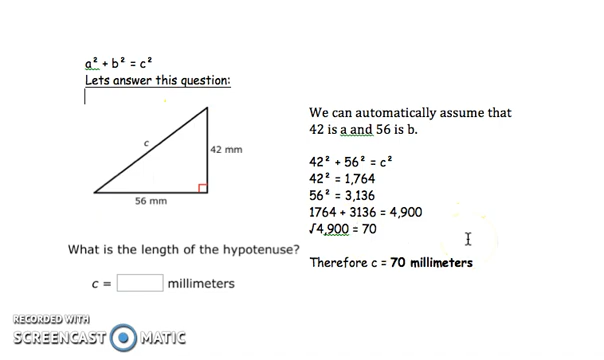 a² + b² = c²
Lets answer this question:
c
42 mm
56 mm
What is the length of the hypotenuse?
c = millimeters
We can automatically assume that
42 is a and 56 is b.
42² + 56² = c²
42² = 1,764
56² = 3,136
1764 + 3136 = 4,900
√4,900 = 70
Therefore c = 70 millimeters
RECORDED WITH
SCREENCAST O MATIC